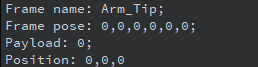 Frame name: Arm_Tip;
Frame pose: 0,0,0,0,0,0;
Payload: 0;
Position: 0,0,0